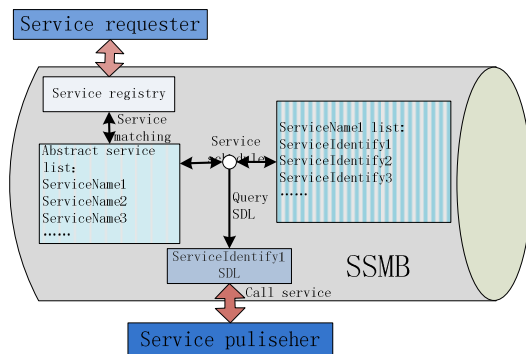 Service requester
Service registry
Service
matching
Abstract service
list:
ServiceName1
ServiceName2
ServiceName3
......
Service
schedule
ServiceName1 list:
ServiceIdentify1
ServiceIdentify2
ServiceIdentify3
......
Query
SDL
ServiceIdentify1
SDL
SSMB
Call service
Service puliseher